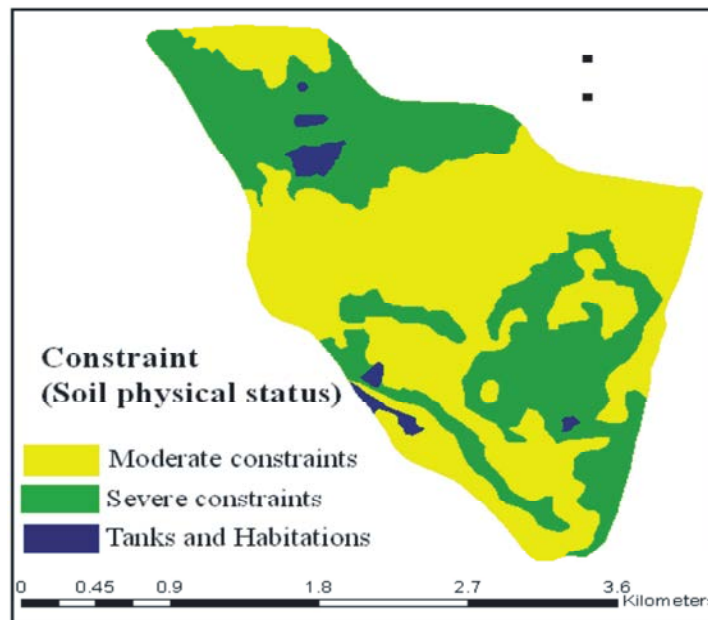 Constraint
(Soil physical status)
Moderate constraints
Severe constraints
Tanks and Habitations
0 0.45 0.9 1.8 2.7 3.6
Kilometers